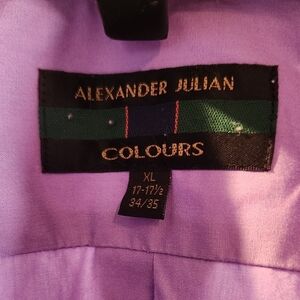 ALEXANDER JULIAN
COLOURS
XL
17-17½
34/35